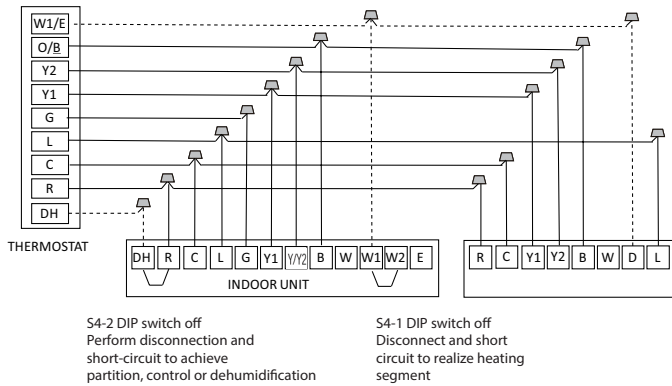 W1/E
O/B
Y2
Y1
G
L
C
R
DH
THERMOSTAT
DH R C L G Y1 Y/Y2 B W W1 W2 E
INDOOR UNIT
R C Y1 Y2 B W D L
S4-2 DIP switch off
Perform disconnection and
short-circuit to achieve
partition, control or dehumidification
S4-1 DIP switch off
Disconnect and short
circuit to realize heating
segment